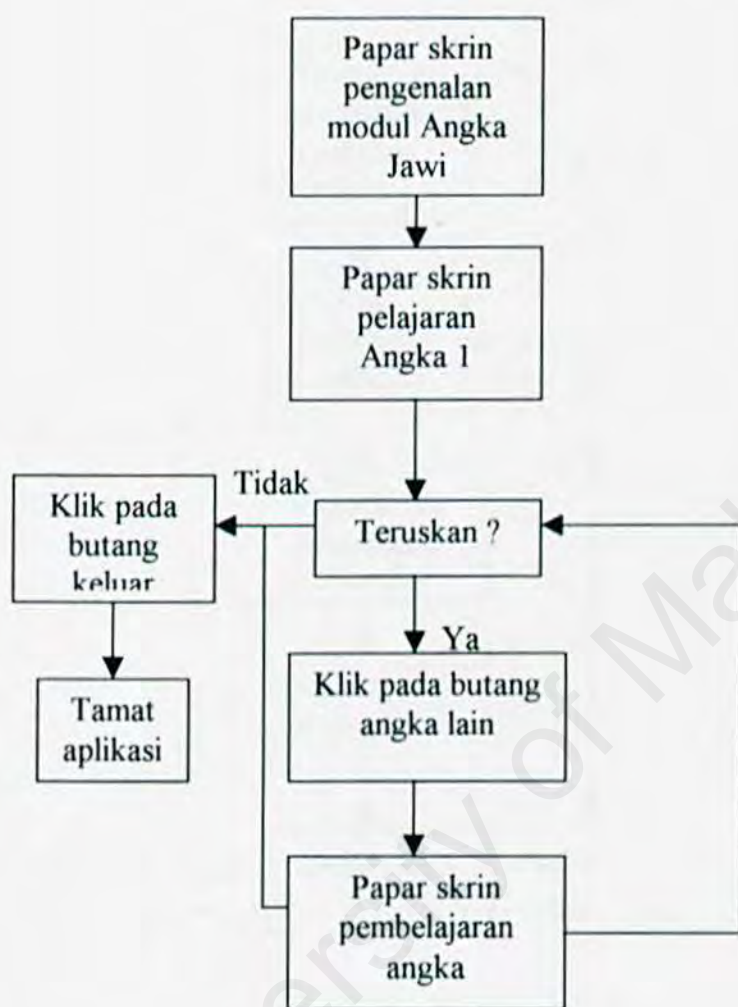 Papar skrin
pengenalan
modul Angka
Jawi
Papar skrin
pelajaran
Angka 1
Tidak
Klik pada
butang
keluar
Teruskan ?
Ya
Tamat
aplikasi
Klik pada butang
angka lain
Papar skrin
pembelajaran
angka